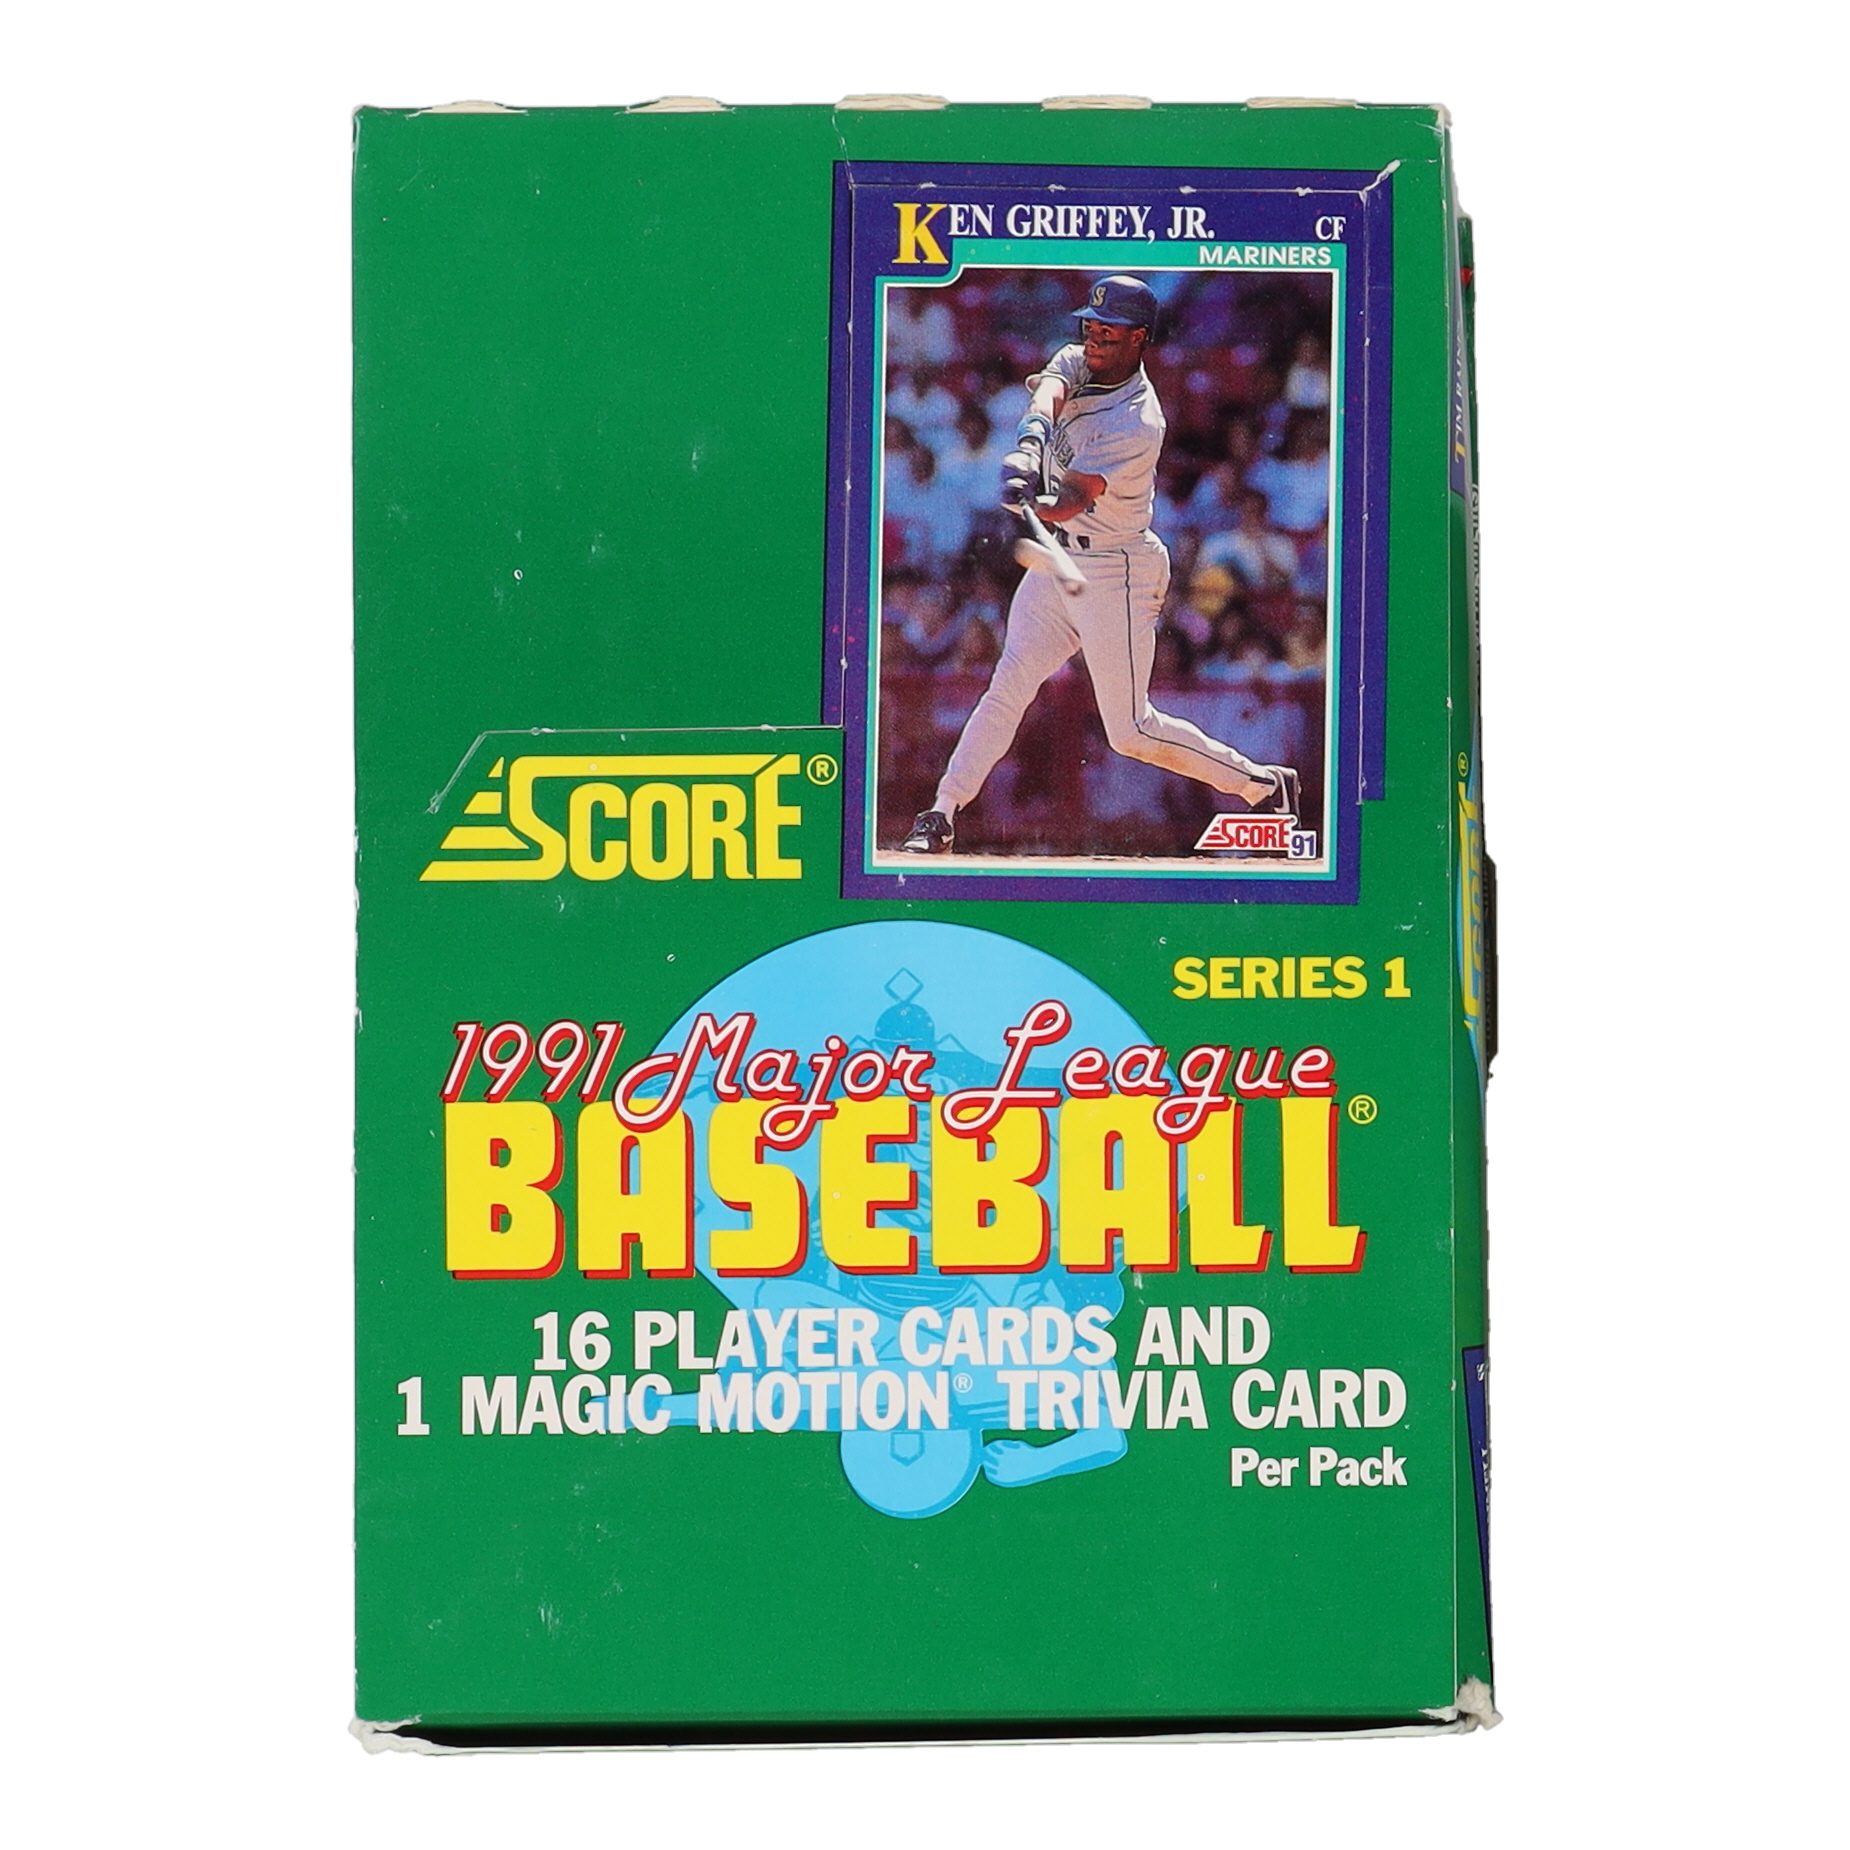 KEN GRIFFEY, JR. CF
MARINERS
SCORE 91
SCORE®
SERIES 1
1991 Major League
BASEBALL®
16 PLAYER CARDS AND
1 MAGIC MOTION® TRIVIA CARD
Per Pack